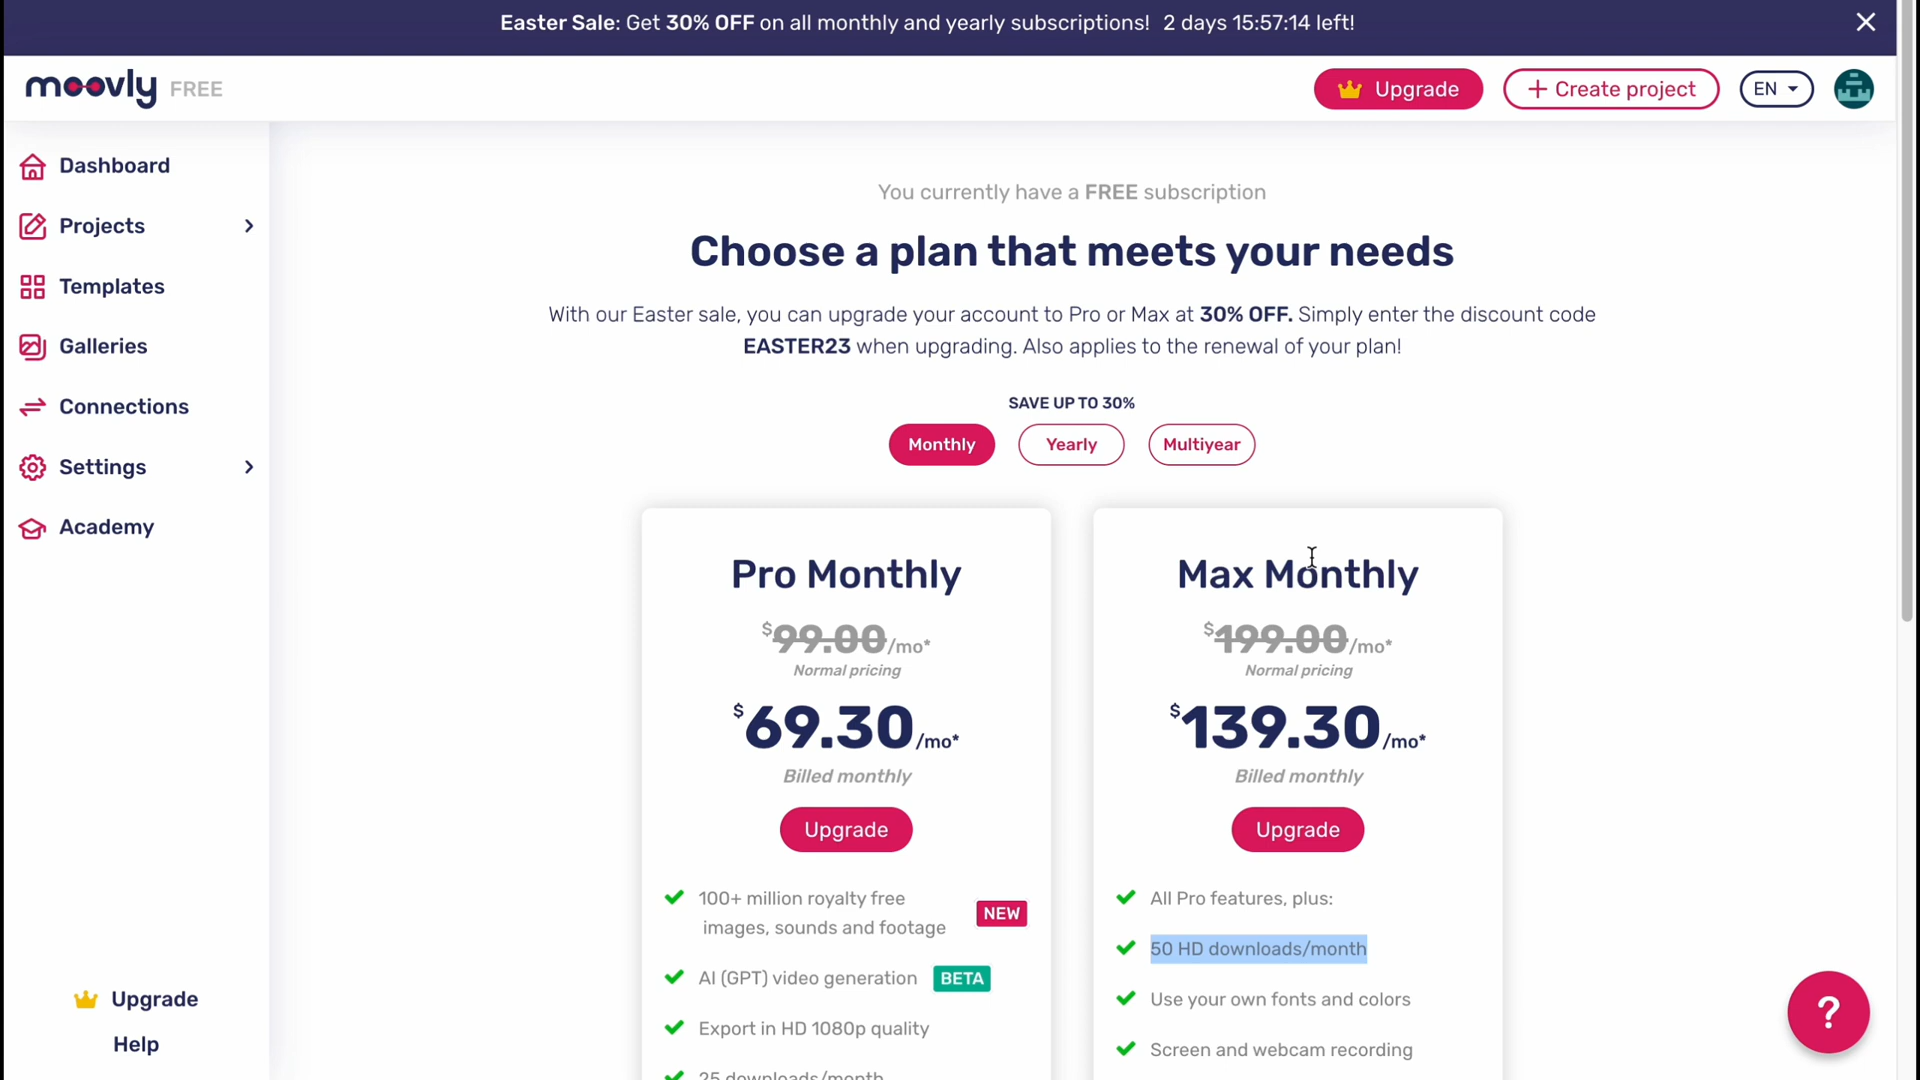 Easter Sale: Get 30% OFF on all monthly and yearly subscriptions! 2 days 15:57:14 left!
moovly FREE
Upgrade
+ Create project
EN
Dashboard
Projects
Templates
Galleries
Connections
Settings
Academy
Upgrade
Help
You currently have a FREE subscription
Choose a plan that meets your needs
With our Easter sale, you can upgrade your account to Pro or Max at 30% OFF. Simply enter the discount code
EASTER23 when upgrading. Also applies to the renewal of your plan!
SAVE UP TO 30%
Monthly
Yearly
Multiyear
Pro Monthly
$99.00/mo*
Normal pricing
$69.30/mo*
Billed monthly
Upgrade
100+ million royalty free
images, sounds and footage
NEW
AI (GPT) video generation BETA
Export in HD 1080p quality
25 downloads/month
Max Monthly
$199.00/mo*
Normal pricing
$139.30/mo*
Billed monthly
Upgrade
All Pro features, plus:
50 HD downloads/month
Use your own fonts and colors
Screen and webcam recording
?